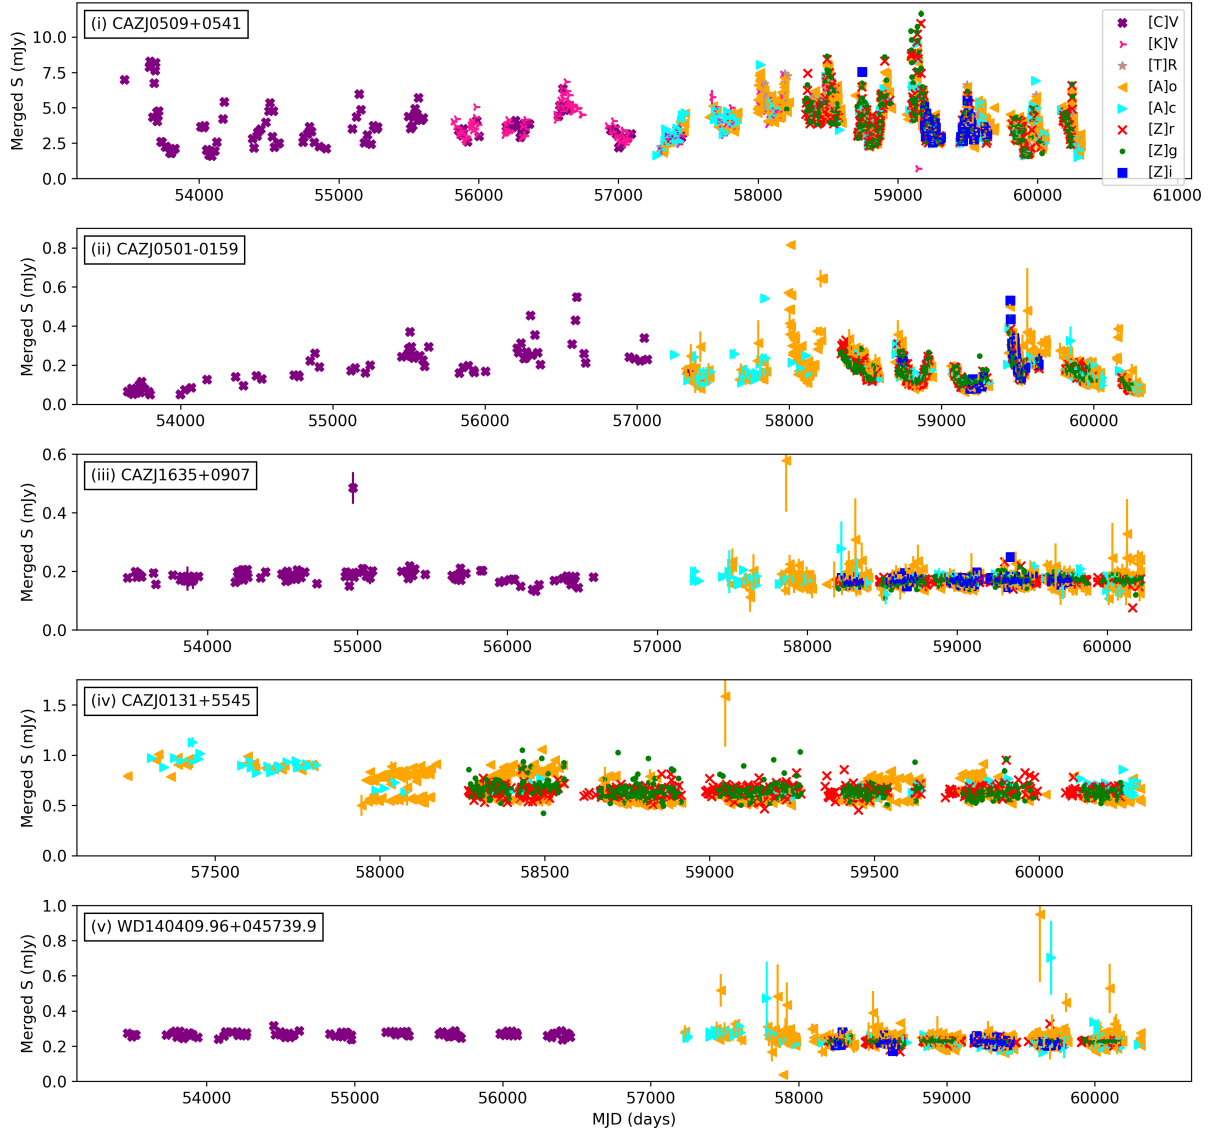 (i) CAZJ0509+0541
Merged S (mJy)
10.0
7.5
5.0
2.5
0.0
[C]V
[K]V
[T]R
[A]o
[A]c
[Z]r
[Z]g
[Z]i
54000 55000 56000 57000 58000 59000 60000 61000
(ii) CAZJ0501-0159
Merged S (mJy)
0.8
0.6
0.4
0.2
0.0
54000 55000 56000 57000 58000 59000 60000
(iii) CAZJ1635+0907
Merged S (mJy)
0.6
0.4
0.2
0.0
54000 55000 56000 57000 58000 59000 60000
(iv) CAZJ0131+5545
Merged S (mJy)
1.5
1.0
0.5
0.0
57500 58000 58500 59000 59500 60000
(v) WD140409.96+045739.9
Merged S (mJy)
1.0
0.8
0.6
0.4
0.2
0.0
54000 55000 56000 57000 58000 59000 60000
MJD (days)